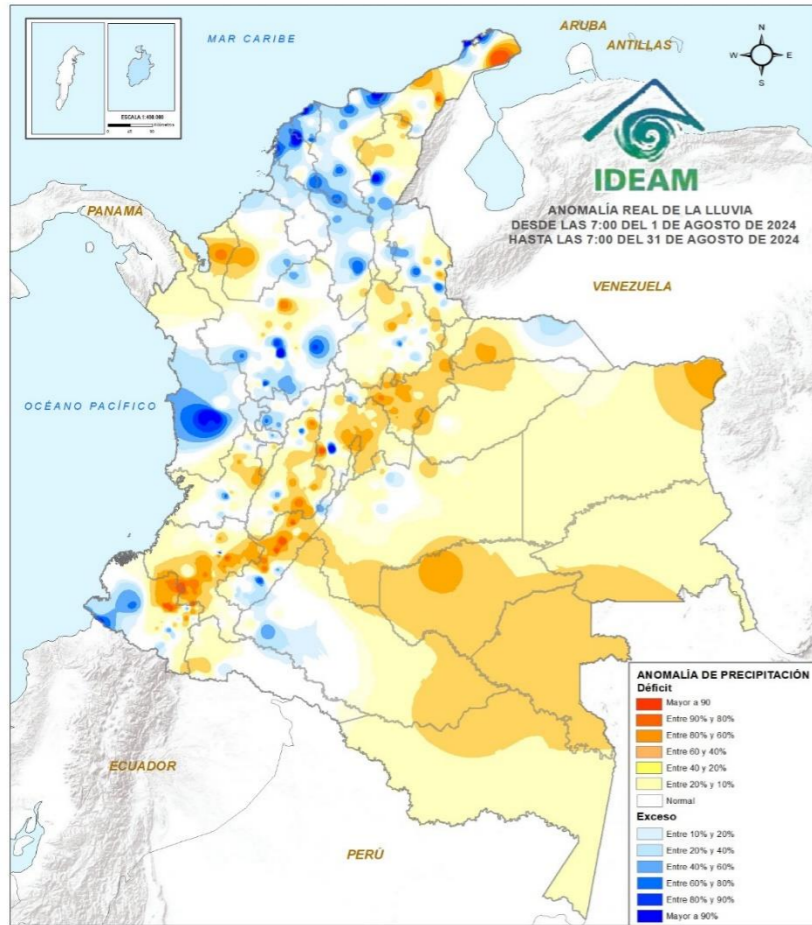 MAR CARIBE
ARUBA
ANTILLAS
N
W
E
S
ESCALA 1:450.000
IDEAM
ANOMALÍA REAL DE LA LLUVIA
DESDE LAS 7:00 DEL 1 DE AGOSTO DE 2024
HASTA LAS 7:00 DEL 31 DE AGOSTO DE 2024
PANAMÁ
VENEZUELA
OCÉANO PACÍFICO
ECUADOR
PERÚ
ANOMALÍA DE PRECIPITACIÓN
Déficit
Mayor a 90
Entre 90% y 80%
Entre 80% y 60%
Entre 60 y 40%
Entre 40 y 20%
Entre 20% y 10%
Normal
Exceso
Entre 10% y 20%
Entre 20% y 40%
Entre 40% y 60%
Entre 60% y 80%
Entre 80% y 90%
Mayor a 90%